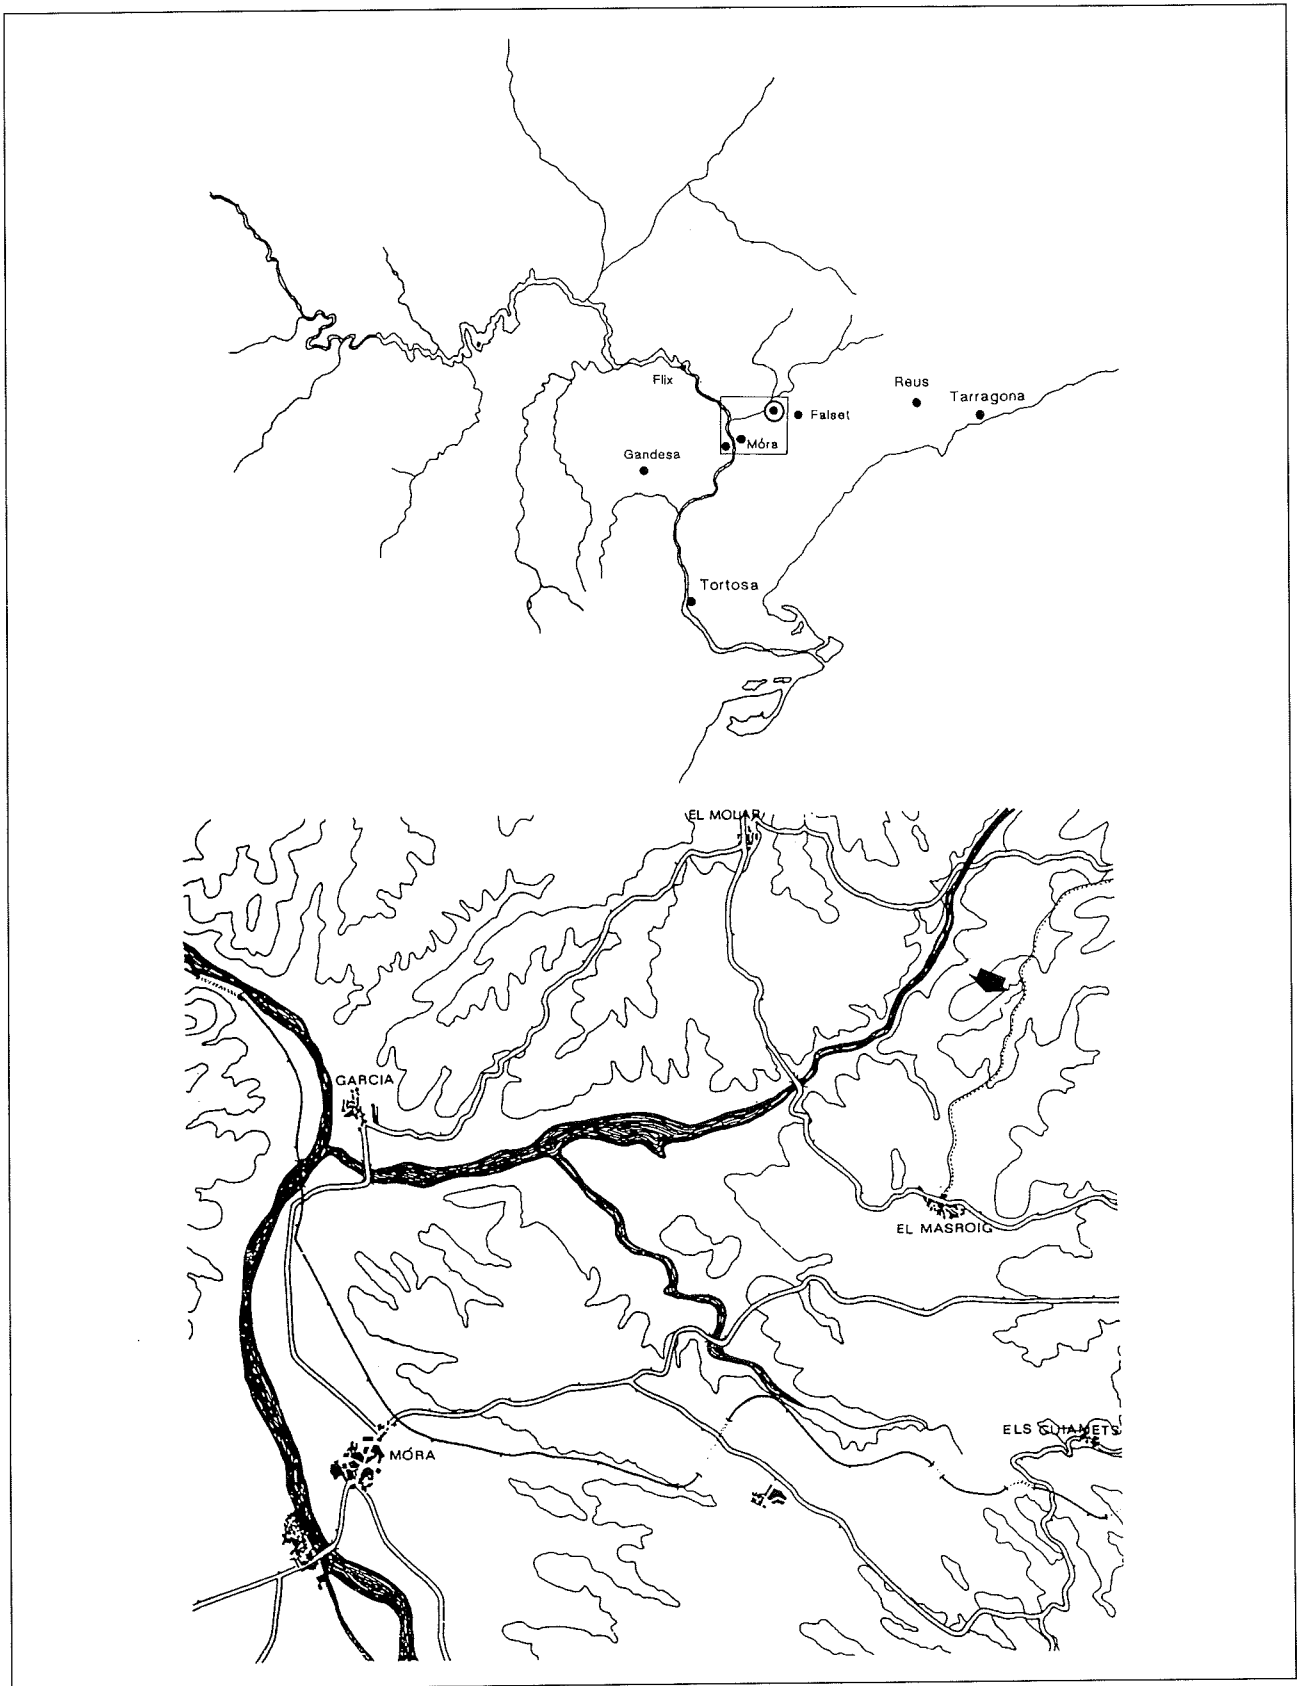 Flix
Reus
Tarragona
Falset
Móra
Gandesa
Tortosa
EL MOLAR
GARCIA
EL MASROIG
ELS GUIAMETS
MÓRA